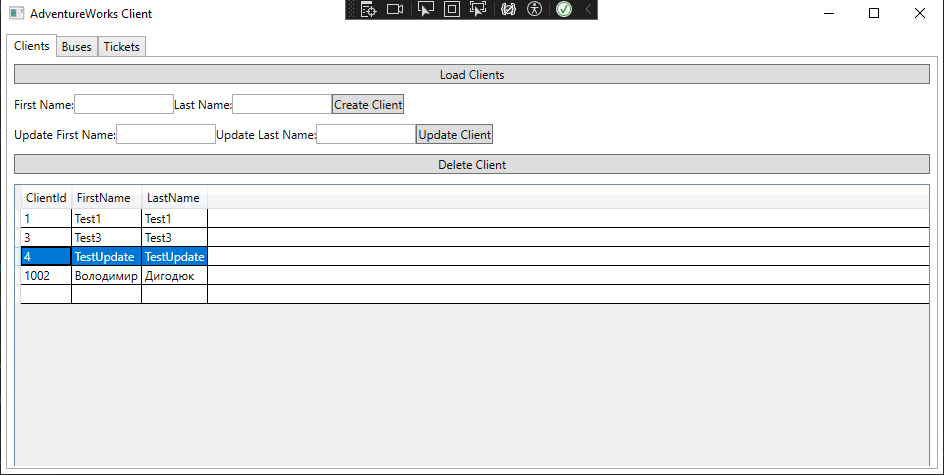 AdventureWorks Client
Clients Buses Tickets
Load Clients
First Name: Last Name: Create Client
Update First Name: Update Last Name: Update Client
Delete Client
ClientId FirstName LastName
1 Test1 Test1
3 Test3 Test3
4 TestUpdate TestUpdate
1002 Володимир Дигодюк